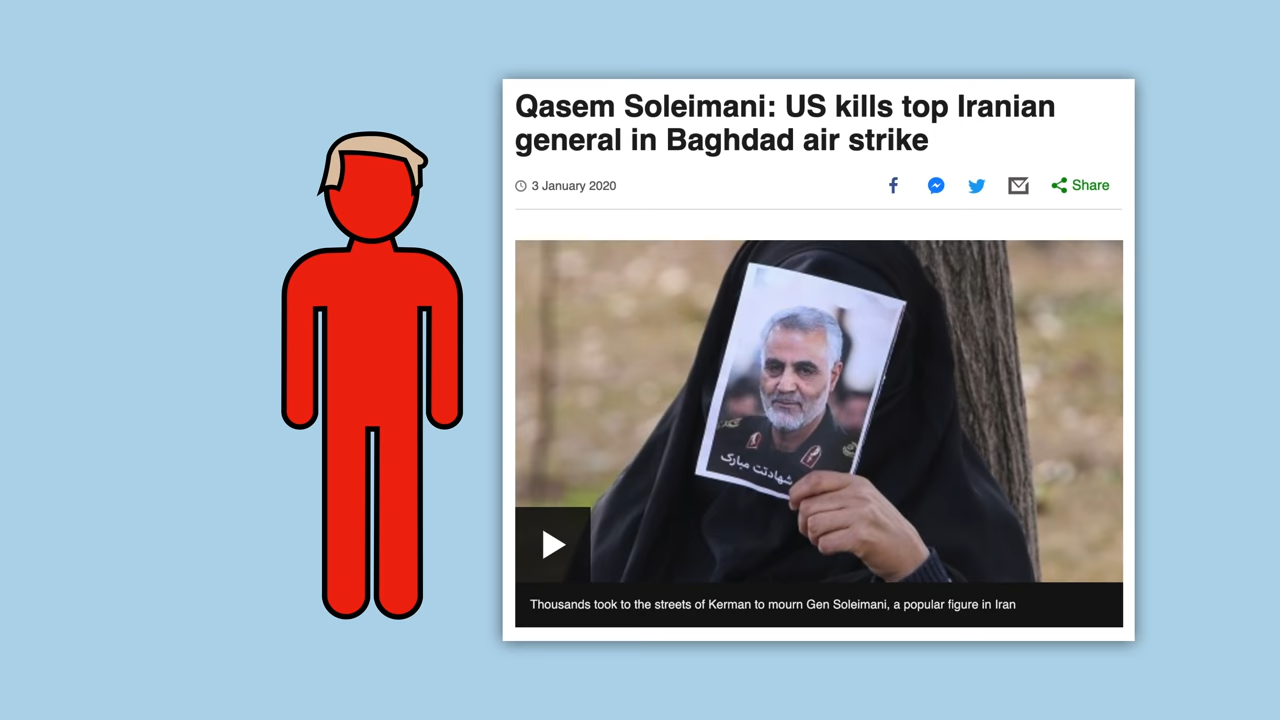 Qasem Soleimani: US kills top Iranian
general in Baghdad air strike
3 January 2020
Share
شهادتت مبارک
Thousands took to the streets of Kerman to mourn Gen Soleimani, a popular figure in Iran